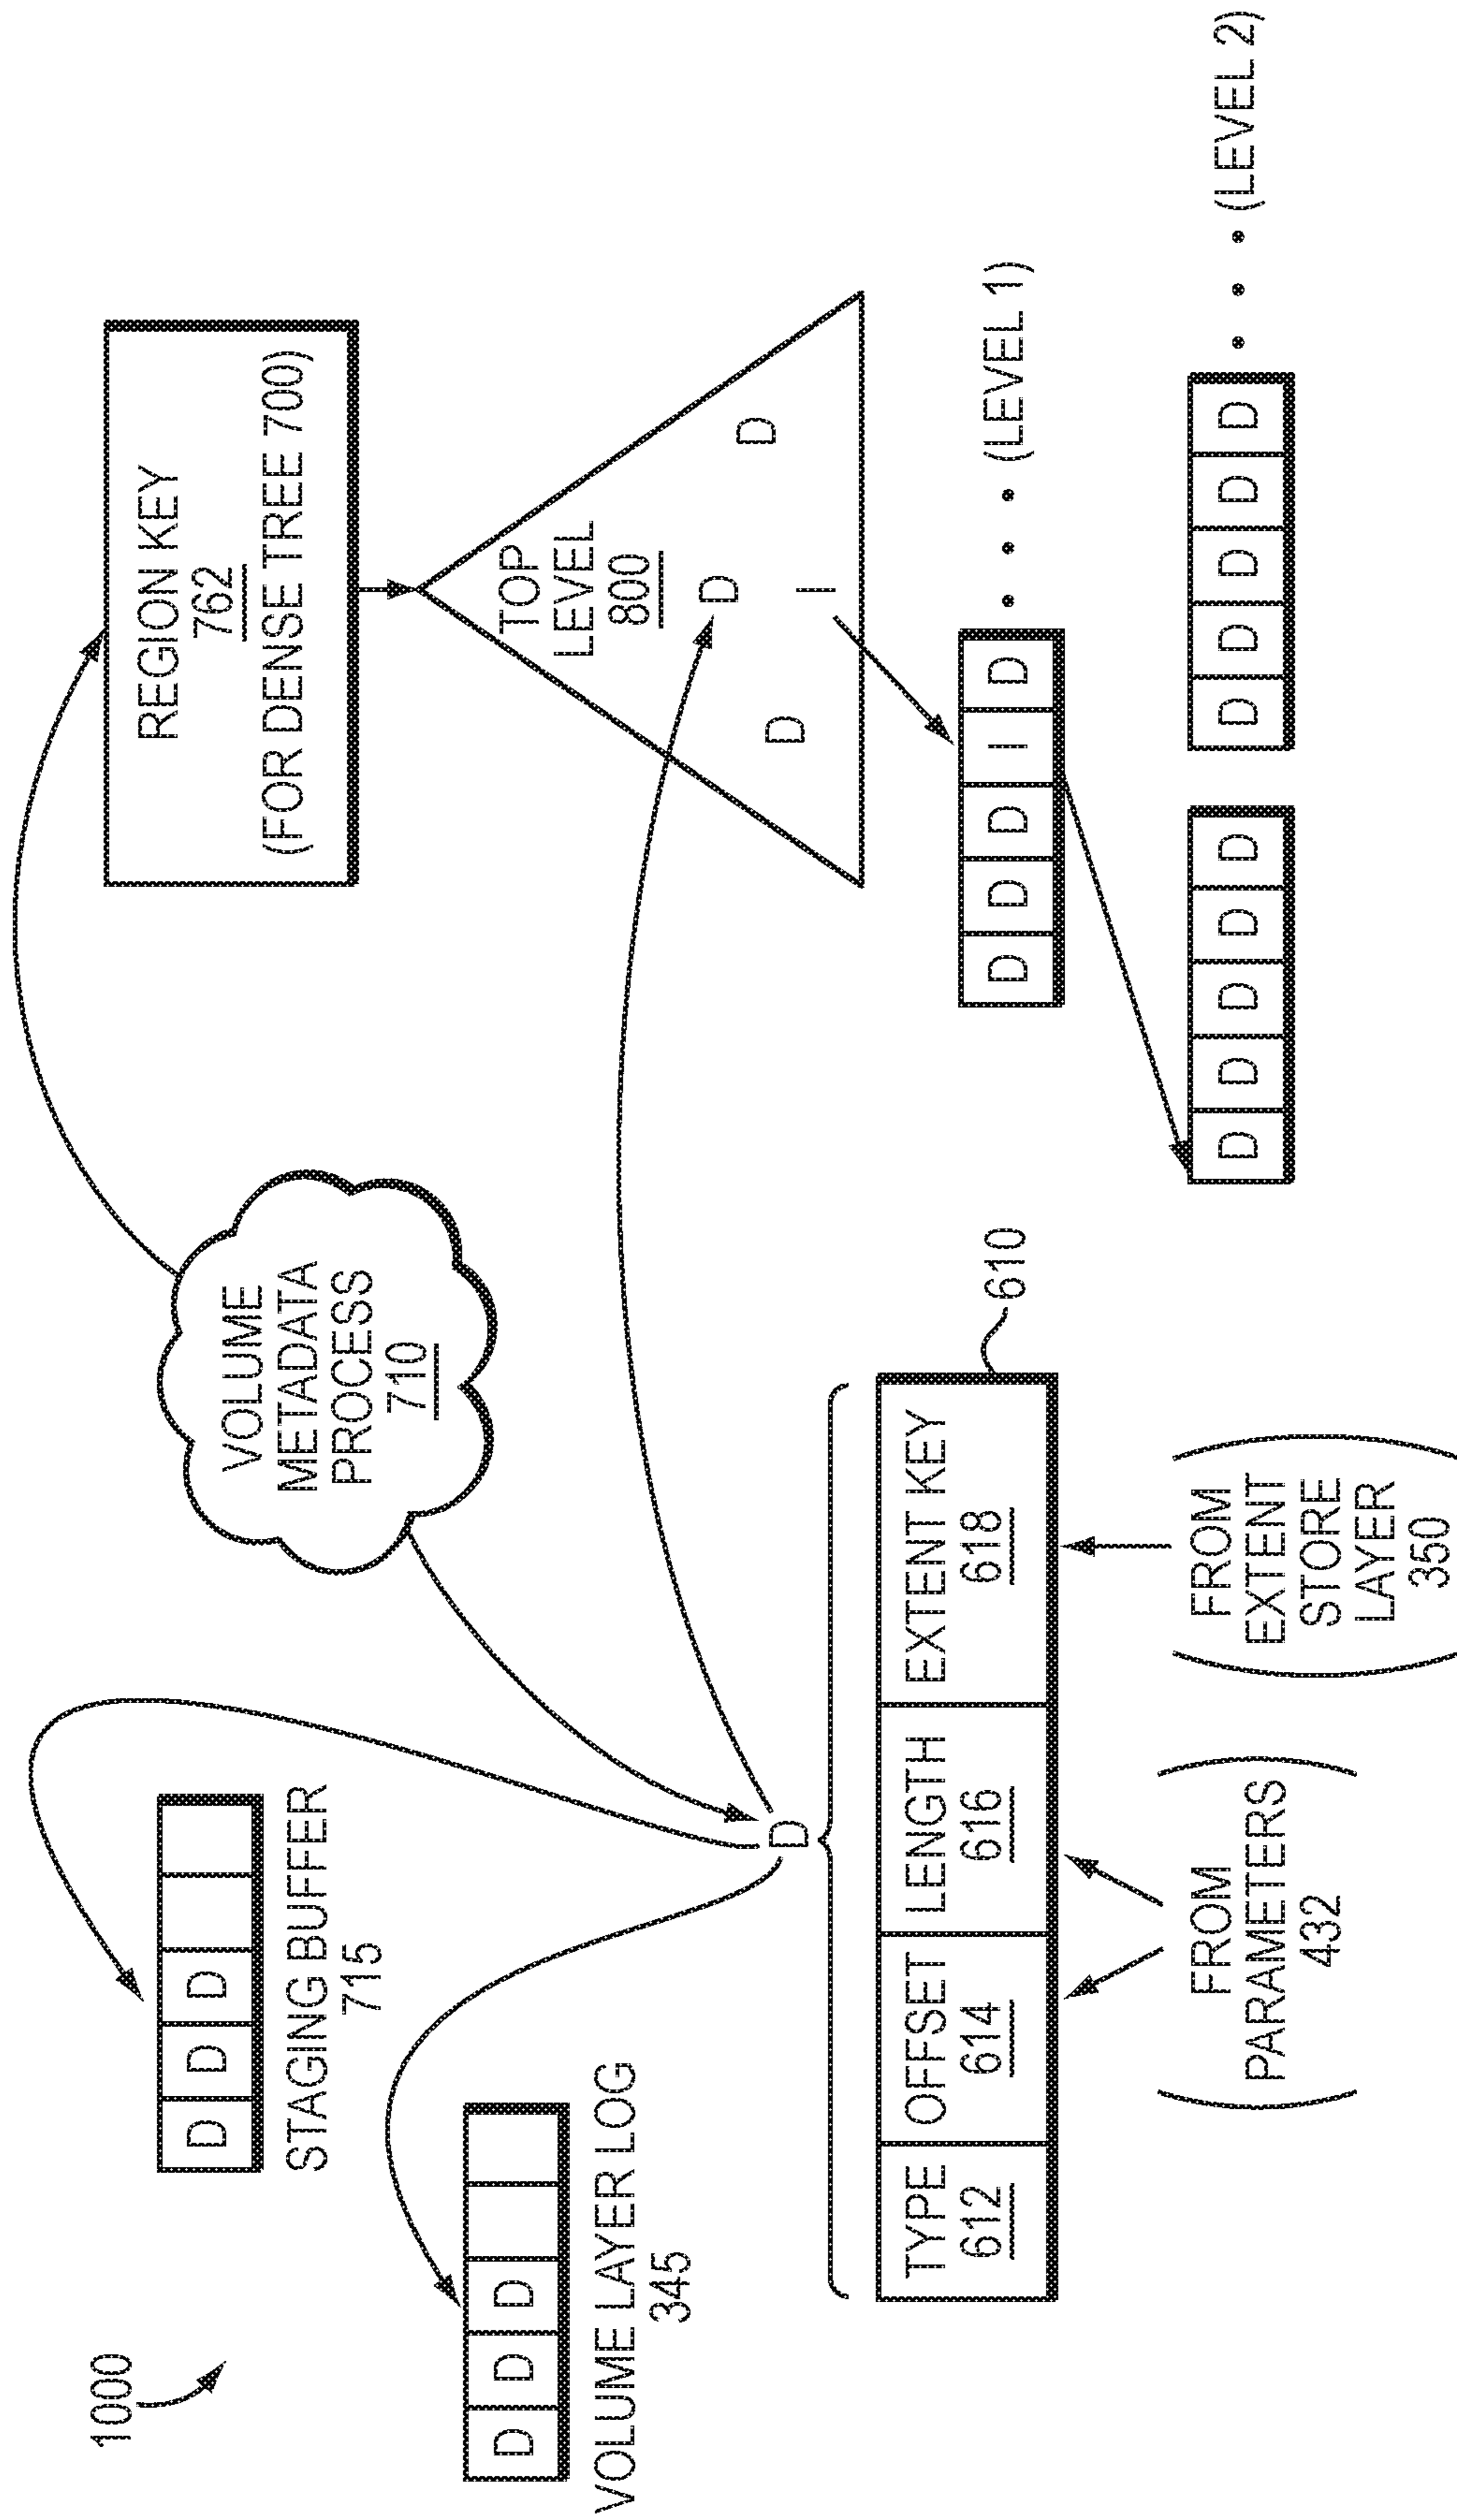 1000
D D D
STAGING BUFFER
715
D D D
VOLUME LAYER LOG
345
VOLUME
METADATA
PROCESS
710
REGION KEY
762
(FOR DENSE TREE 700)
TOP
LEVEL
800
D D D
I
D
D D D I D • • • (LEVEL 1)
D D D D D D D D D D • • • (LEVEL 2)
TYPE
612
OFFSET
614
LENGTH
616
EXTENT KEY
618
610
FROM
PARAMETERS
432
FROM
EXTENT
STORE
LAYER
350